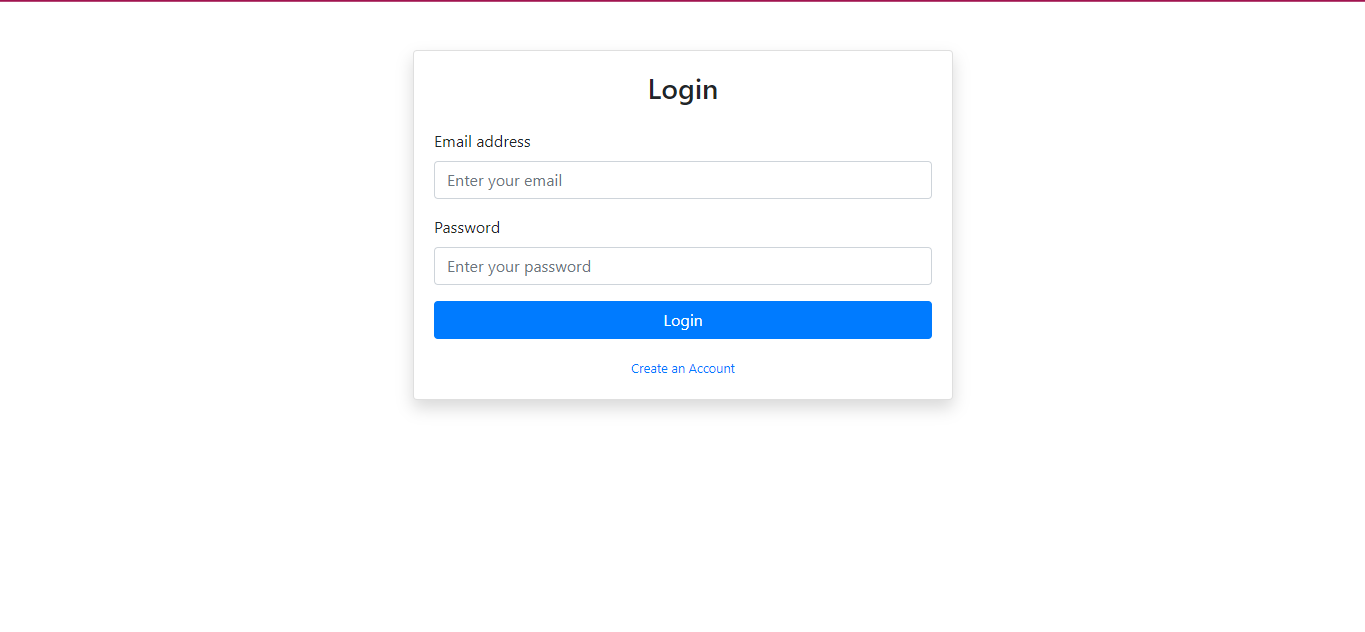 Login
Email address
Enter your email
Password
Enter your password
Login
Create an Account